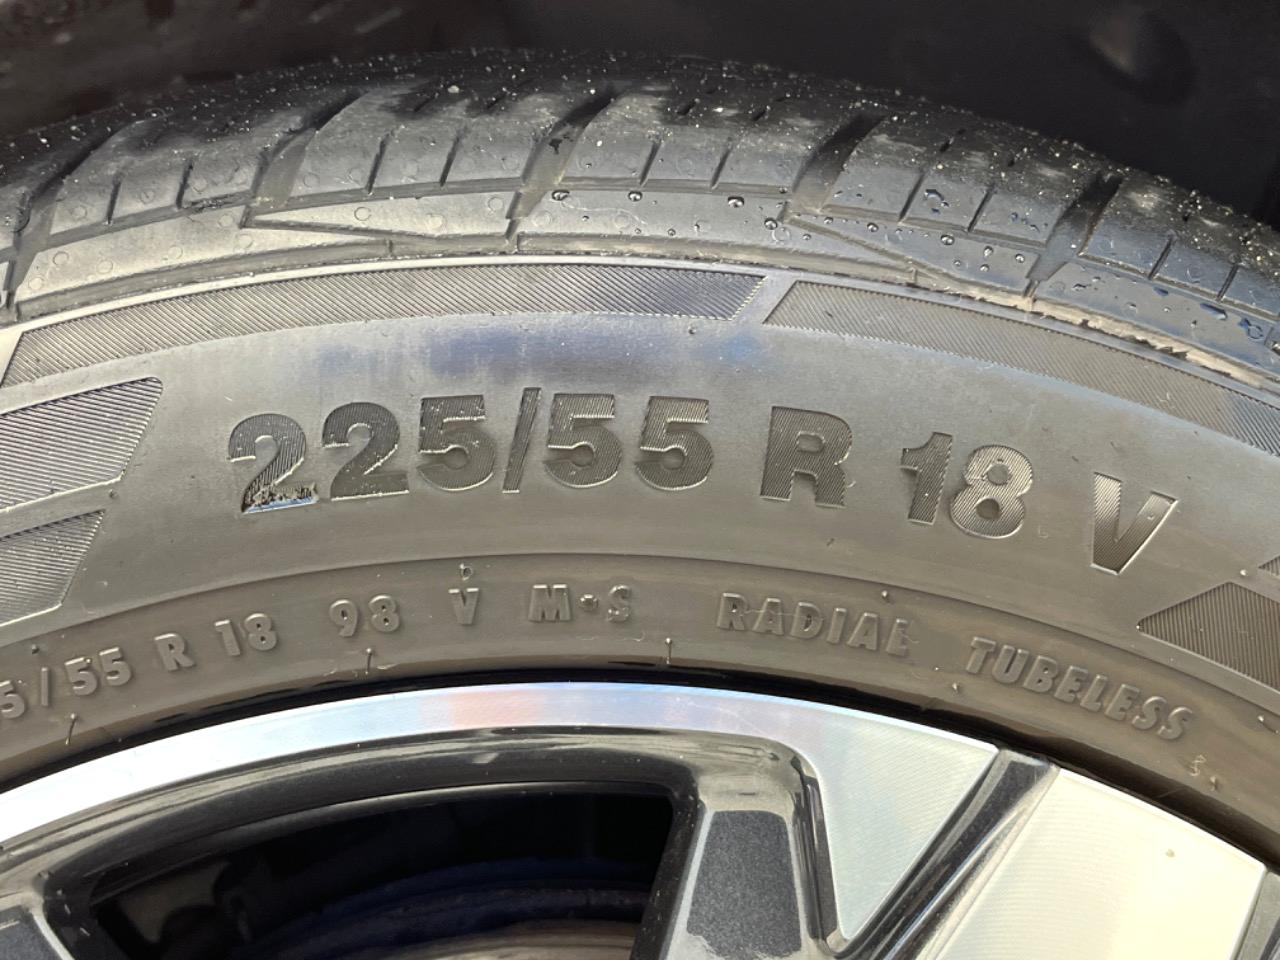 225/55 R 18 V
5/55 R 18 98 V M+S RADIAL TUBELESS